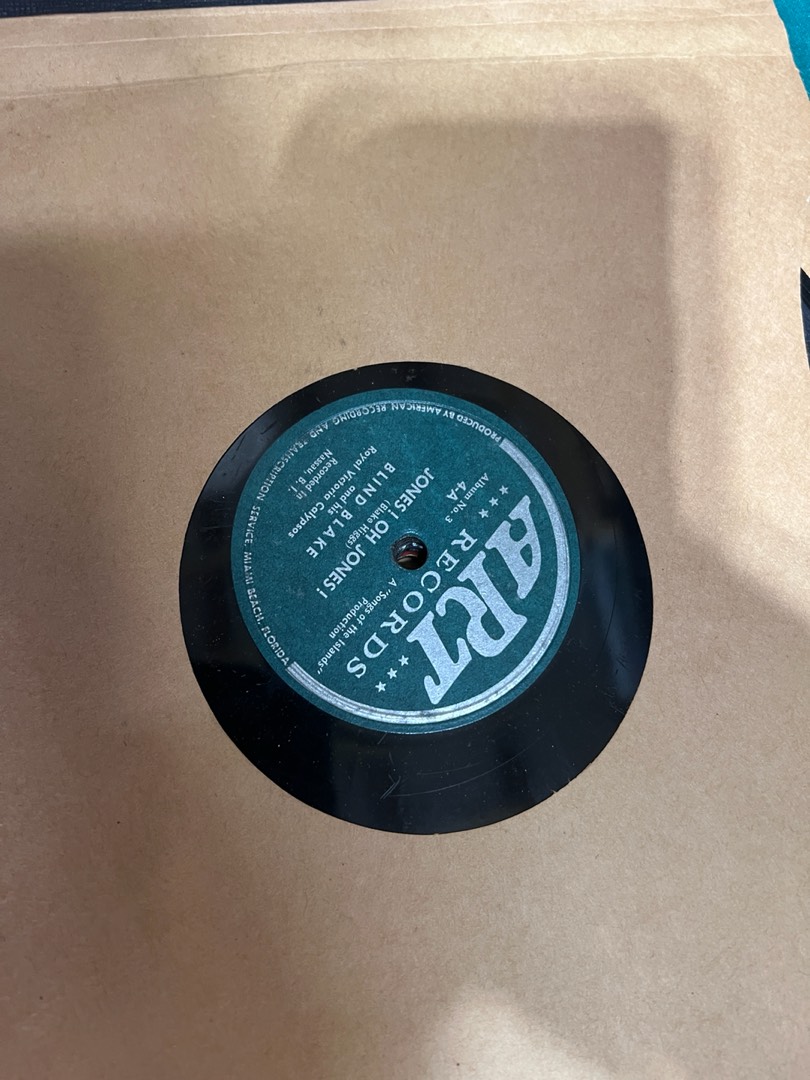 ART
RECORDS
Album No. 3
4-A
A "Songs of the Islands"
Production
JONES! OH JONES!
(Blake Higgs)
BLIND BLAKE
and his
Royal Victoria Calypsos
Recorded in
Nassau, B. I.
PRODUCED BY AMERICAN RECORDING AND TRANSCRIPTION SERVICE, MIAMI BEACH, FLORIDA